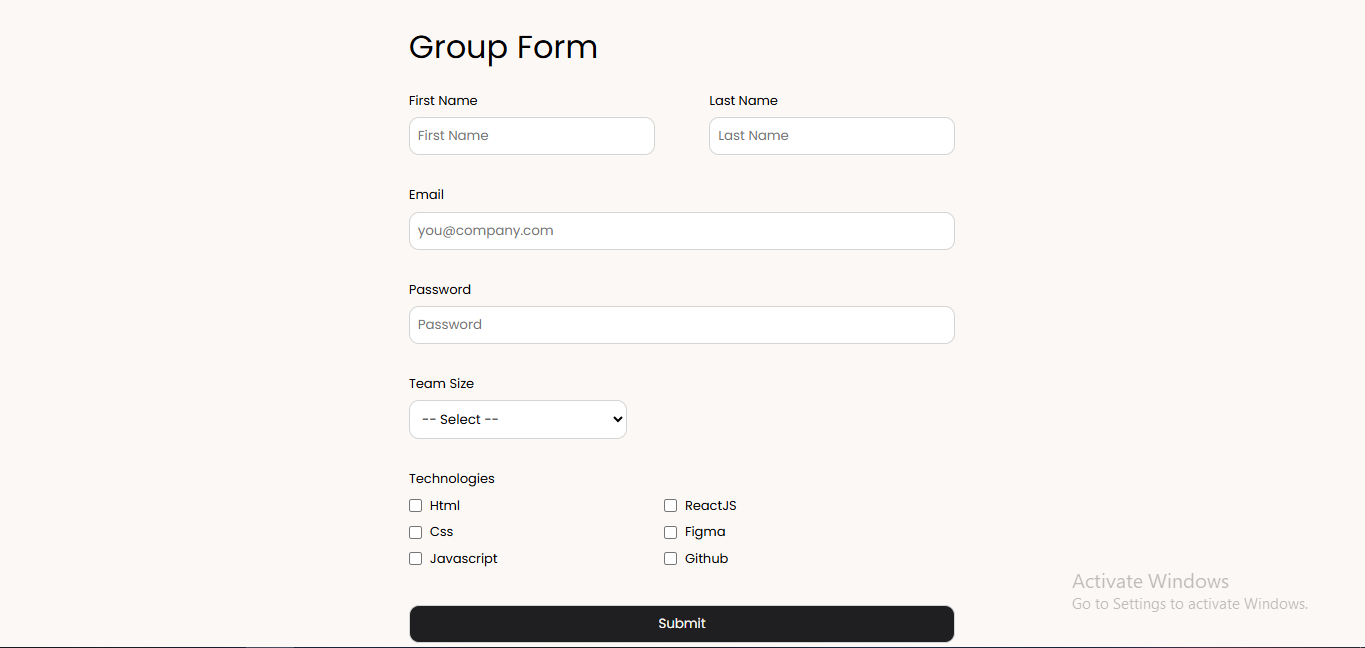 Group Form
First Name
Last Name
First Name
Last Name
Email
you@company.com
Password
Password
Team Size
-- Select --
Technologies
Html
ReactJS
Css
Figma
Javascript
Github
Activate Windows
Go to Settings to activate Windows.
Submit